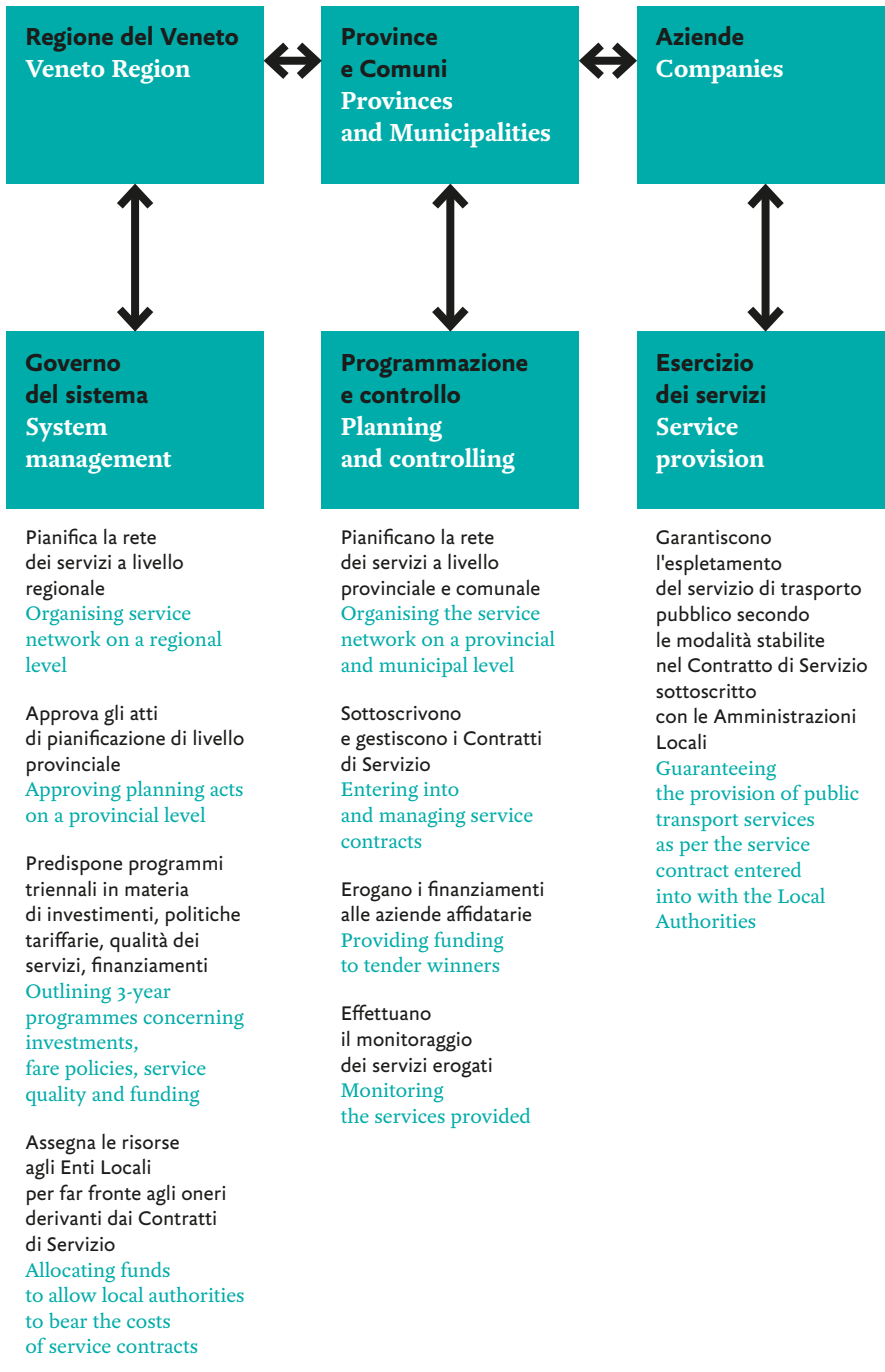 Regione del Veneto
Veneto Region
Province
e Comuni
Provinces
and Municipalities
Aziende
Companies
Governo
del sistema
System
management
Programmazione
e controllo
Planning
and controlling
Esercizio
dei servizi
Service
provision
Pianifica la rete
dei servizi a livello
regionale
Organising service
network on a regional
level
Approva gli atti
di pianificazione di livello
provinciale
Approving planning acts
on a provincial level
Predispone programmi
triennali in materia
di investimenti, politiche
tariffarie, qualità dei
servizi, finanziamenti
Outlining 3-year
programmes concerning
investments,
fare policies, service
quality and funding
Assegna le risorse
agli Enti Locali
per far fronte agli oneri
derivanti dai Contratti
di Servizio
Allocating funds
to allow local authorities
to bear the costs
of service contracts
Pianificano la rete
dei servizi a livello
provinciale e comunale
Organising the service
network on a provincial
and municipal level
Sottoscrivono
e gestiscono i Contratti
di Servizio
Entering into
and managing service
contracts
Erogano i finanziamenti
alle aziende affidatarie
Providing funding
to tender winners
Effettuano
il monitoraggio
dei servizi erogati
Monitoring
the services provided
Garantiscono
l'espletamento
del servizio di trasporto
pubblico secondo
le modalità stabilite
nel Contratto di Servizio
sottoscritto
con le Amministrazioni
Locali
Guaranteeing
the provision of public
transport services
as per the service
contract entered
into with the Local
Authorities